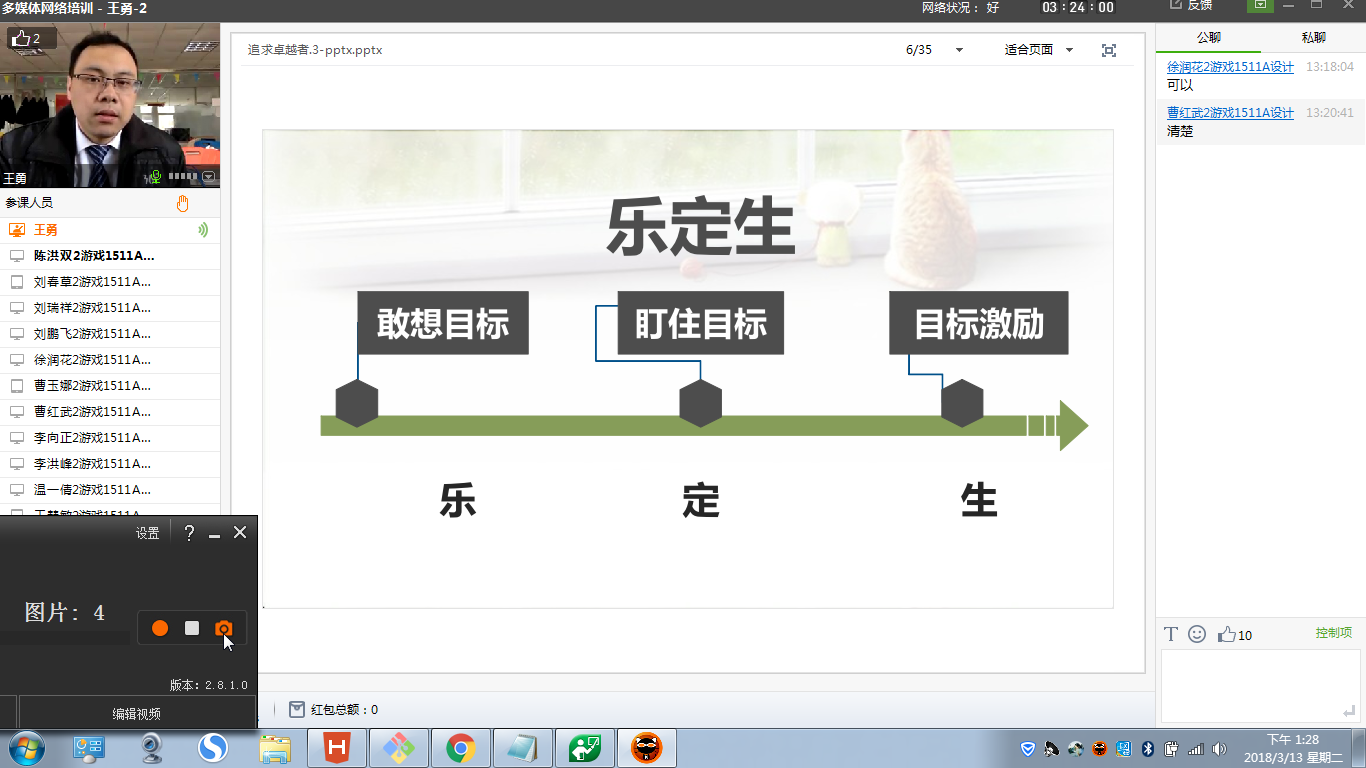 多媒体网络培训 - 王勇-2
网络状况： 好
03:24:00
反馈
2
王勇
参课人员
王勇
陈洪双2游戏1511A...
刘春草2游戏1511A...
刘瑞祥2游戏1511A...
刘鹏飞2游戏1511A...
徐润花2游戏1511A...
曹玉娜2游戏1511A...
曹红武2游戏1511A...
李向正2游戏1511A...
李洪峰2游戏1511A...
温一倩2游戏1511A...
追求卓越者.3-pptx.pptx
6/35
适合页面
乐定生
敢想目标
盯住目标
目标激励
乐
定
生
公聊
私聊
徐润花2游戏1511A设计
13:18:04
可以
曹红武2游戏1511A设计
13:20:41
清楚
10
控制项
设置
?
图片: 4
版本: 2.8.1.0
编辑视频
红包总额：0
下午 1:28
2018/3/13 星期二